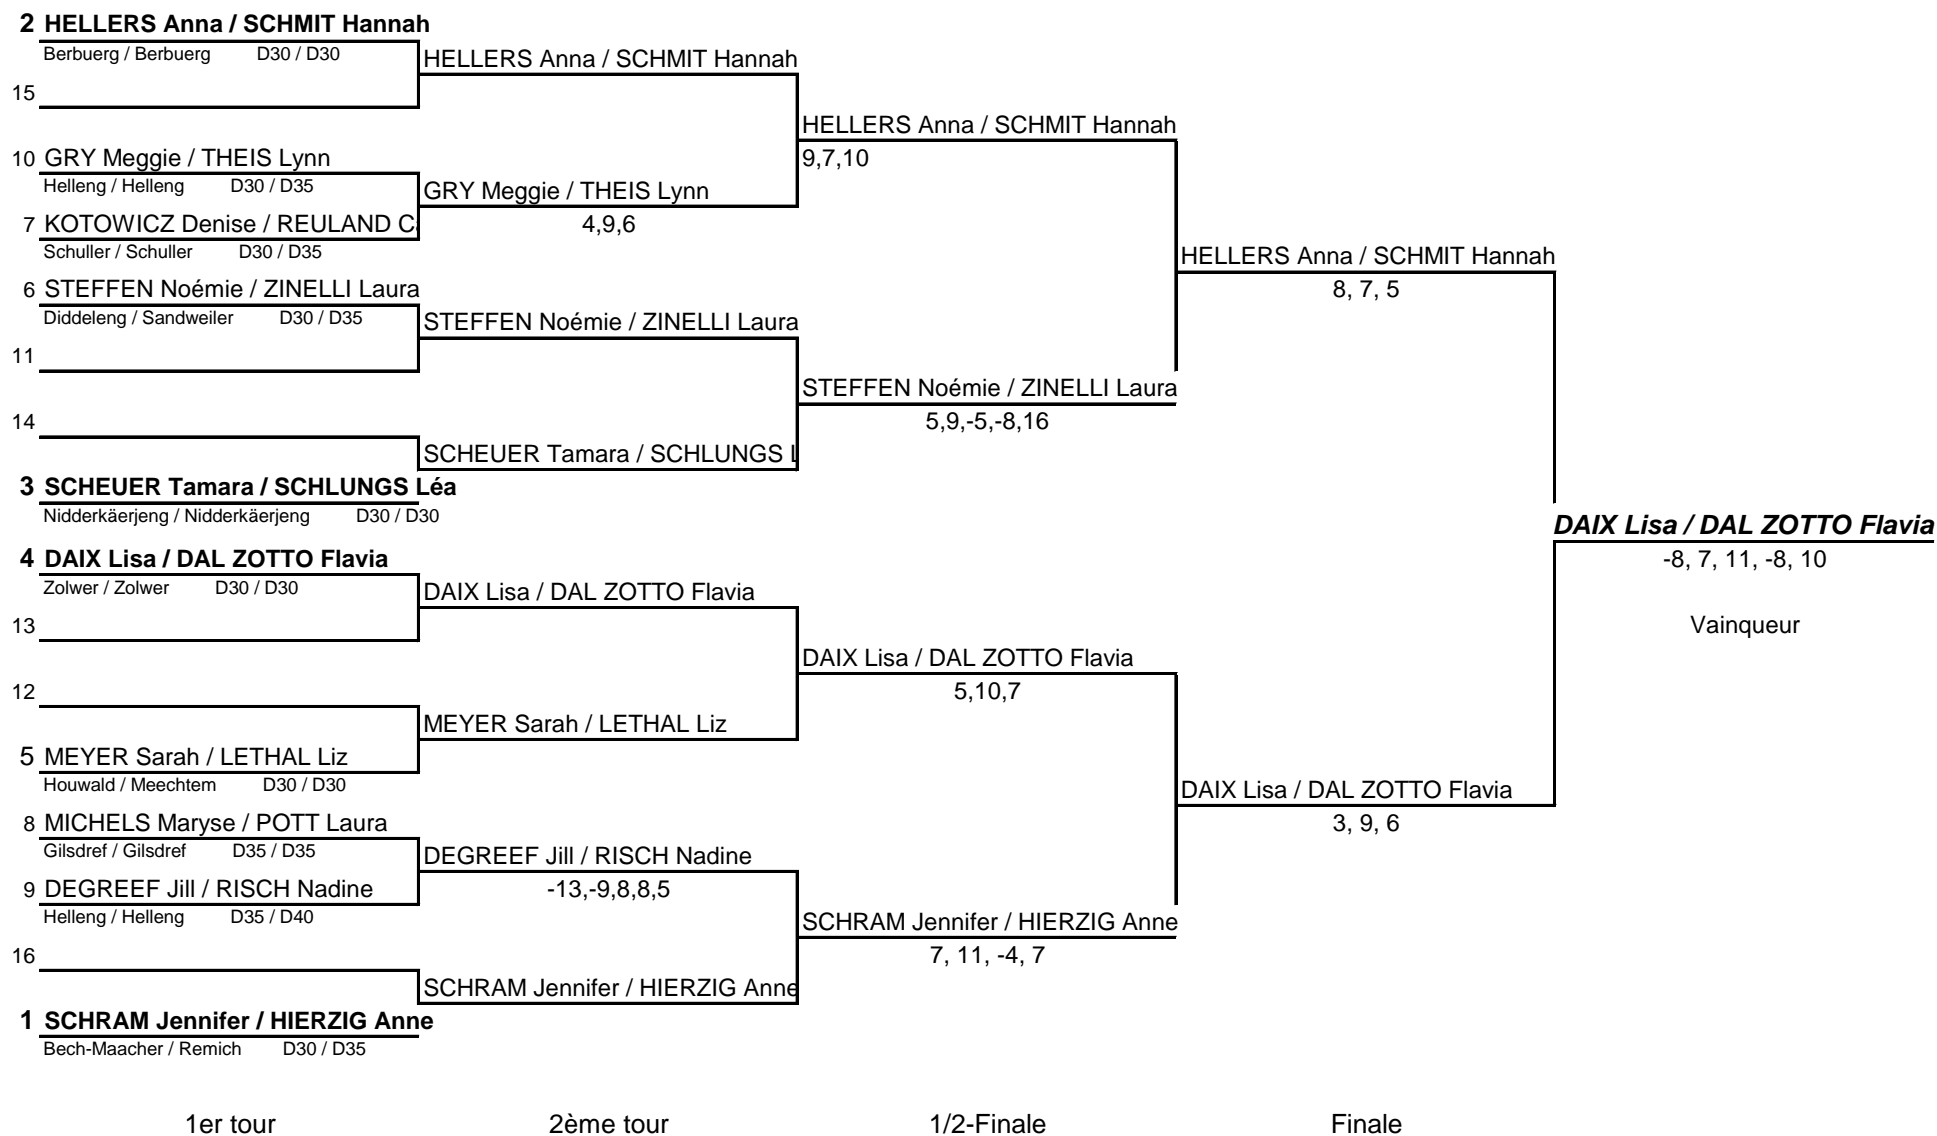 2 HELLERS Anna / SCHMIT Hannah
Berbuerg / Berbuerg D30 / D30
HELLERS Anna / SCHMIT Hannah
15
HELLERS Anna / SCHMIT Hannah
9,7,10
10 GRY Meggie / THEIS Lynn
Helleng / Helleng D30 / D35
GRY Meggie / THEIS Lynn
4,9,6
7 KOTOWICZ Denise / REULAND
Schuller / Schuller D30 / D35
HELLERS Anna / SCHMIT Hannah
8, 7, 5
6 STEFFEN Noémie / ZINELLI Laura
Diddeleng / Sandweiler D30 / D35
STEFFEN Noémie / ZINELLI Laura
11
STEFFEN Noémie / ZINELLI Laura
5,9,-5,-8,16
14
SCHEUER Tamara / SCHLUNGS
3 SCHEUER Tamara / SCHLUNGS Léa
Nidderkäerjeng / Nidderkäerjeng D30 / D30
DAIX Lisa / DAL ZOTTO Flavia
-8, 7, 11, -8, 10
Vainqueur
4 DAIX Lisa / DAL ZOTTO Flavia
Zolwer / Zolwer D30 / D30
DAIX Lisa / DAL ZOTTO Flavia
13
DAIX Lisa / DAL ZOTTO Flavia
5,10,7
12
MEYER Sarah / LETHAL Liz
5 MEYER Sarah / LETHAL Liz
Houwald / Meechtem D30 / D30
DAIX Lisa / DAL ZOTTO Flavia
3, 9, 6
8 MICHELS Maryse / POTT Laura
Gilsdref / Gilsdref D35 / D35
DEGREEF Jill / RISCH Nadine
-13,-9,8,8,5
9 DEGREEF Jill / RISCH Nadine
Helleng / Helleng D35 / D40
SCHRAM Jennifer / HIERZIG Anne
7, 11, -4, 7
16
SCHRAM Jennifer / HIERZIG Anne
1 SCHRAM Jennifer / HIERZIG Anne
Bech-Maacher / Remich D30 / D35
1er tour 2ème tour 1/2-Finale Finale